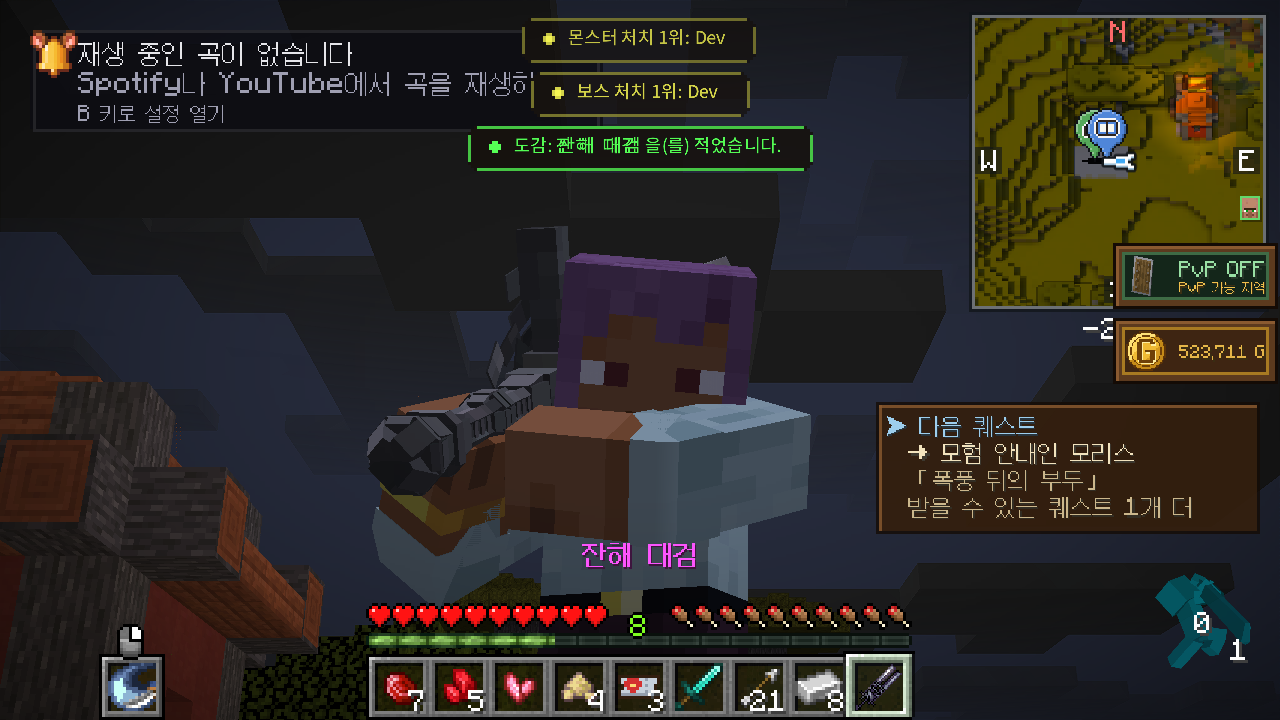 재생 중인 곡이 없습니다
Spotify나 YouTube에서 곡을 재생하
B 키로 설정 열기
몬스터 처치 1위: Dev
보스 처치 1위: Dev
도감: 잔해 대검 을(를) 적었습니다.
N
W
E
PvP OFF
PvP 가능 지역
523,711 G
다음 퀘스트
→ 모험 안내인 모리스
「폭풍 뒤의 부두」
받을 수 있는 퀘스트 1개 더
잔해 대검
8
0
1
7
5
4
3
21
8